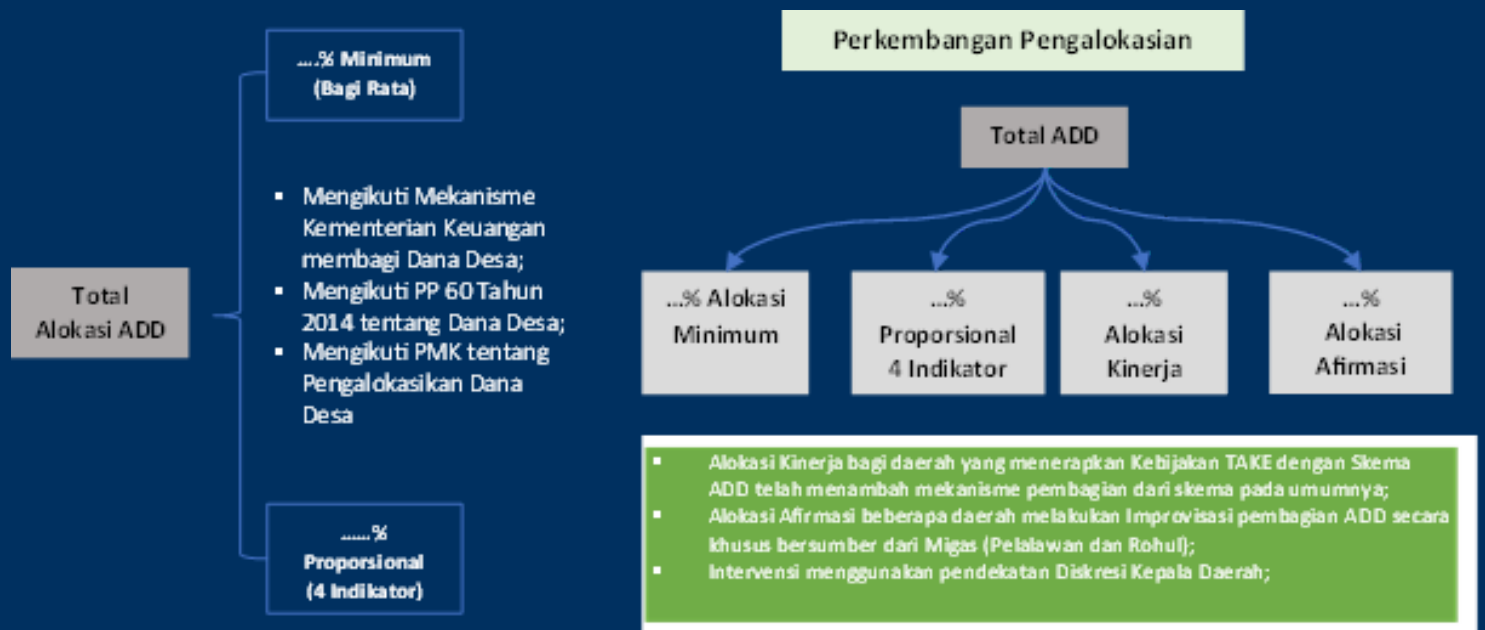 ....% Minimum
(Bagi Rata)
▪ Mengikuti Mekanisme
Kementerian Keuangan
membagi Dana Desa;
▪ Mengikuti PP 60 Tahun
2014 tentang Dana Desa;
▪ Mengikuti PMK tentang
Pengalokasikan Dana
Desa
Total
Alokasi ADD
......%
Proporsional
(4 Indikator)
Perkembangan Pengalokasian
Total ADD
...% Alokasi
Minimum
...%
Proporsional
4 Indikator
...%
Alokasi
Kinerja
...%
Alokasi
Afirmasi
▪ Alokasi Kinerja bagi daerah yang menerapkan Kebijakan TAKE dengan Skema
ADD telah menambah mekanisme pembagian dari skema pada umumnya;
▪ Alokasi Afirmasi beberapa daerah melakukan Improvisasi pembagian ADD secara
khusus bersumber dari Migas (Pelalawan dan Rohul);
▪ Intervensi menggunakan pendekatan Diskresi Kepala Daerah;